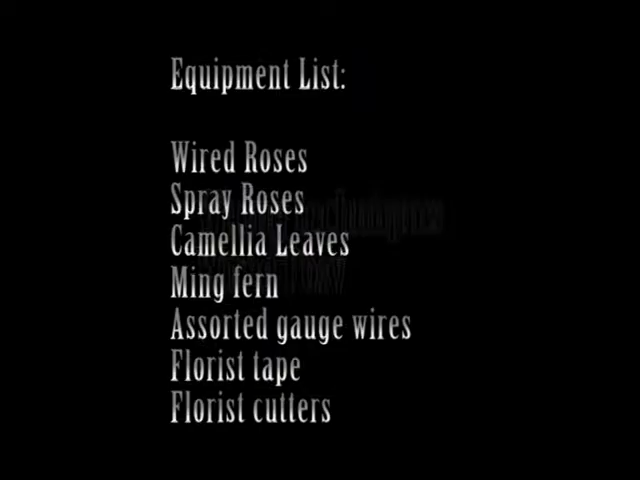 Equipment List:
Wired Roses
Spray Roses
Camellia Leaves
Ming fern
Assorted gauge wires
Florist tape
Florist cutters